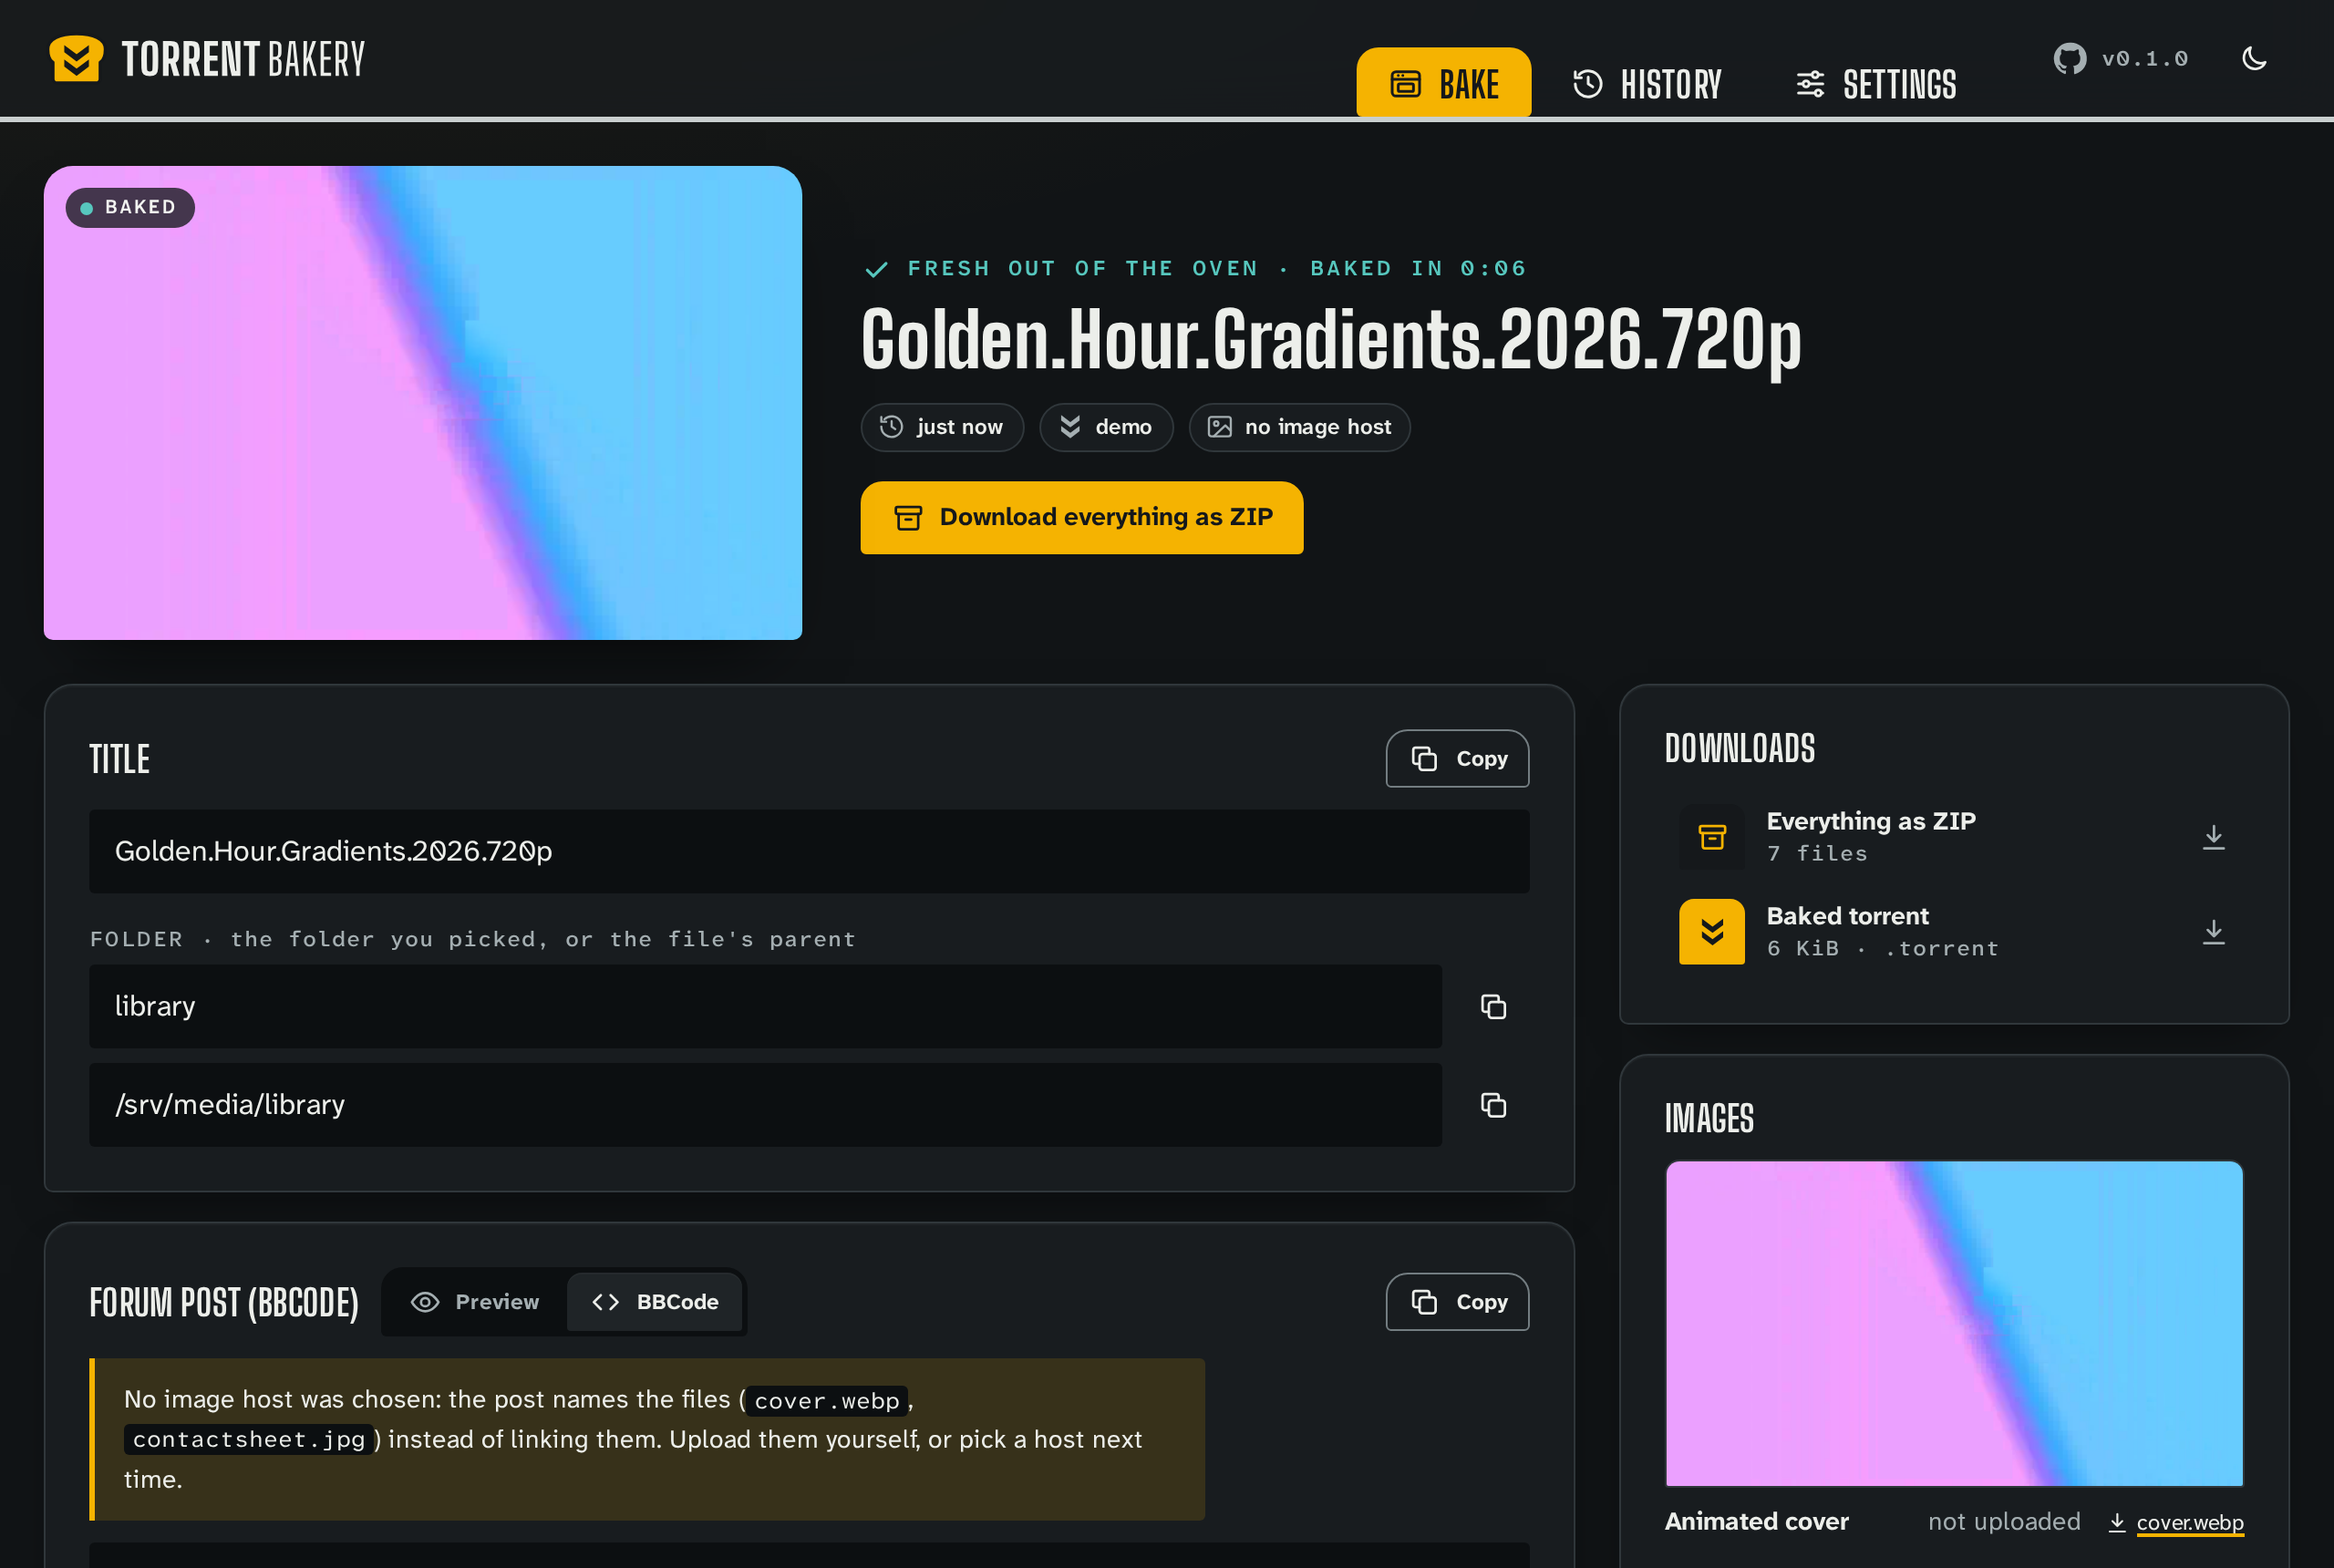 TORRENT BAKERY
BAKE
HISTORY
SETTINGS
v0.1.0
BAKED
FRESH OUT OF THE OVEN · BAKED IN 0:06
Golden.Hour.Gradients.2026.720p
just now
demo
no image host
Download everything as ZIP
TITLE
Copy
Golden.Hour.Gradients.2026.720p
FOLDER · the folder you picked, or the file's parent
library
/srv/media/library
FORUM POST (BBCODE)
Preview
BBCode
Copy
No image host was chosen: the post names the files (cover.webp,
contactsheet.jpg) instead of linking them. Upload them yourself, or pick a host next
time.
DOWNLOADS
Everything as ZIP
7 files
Baked torrent
6 KiB · .torrent
IMAGES
Animated cover
not uploaded
cover.webp